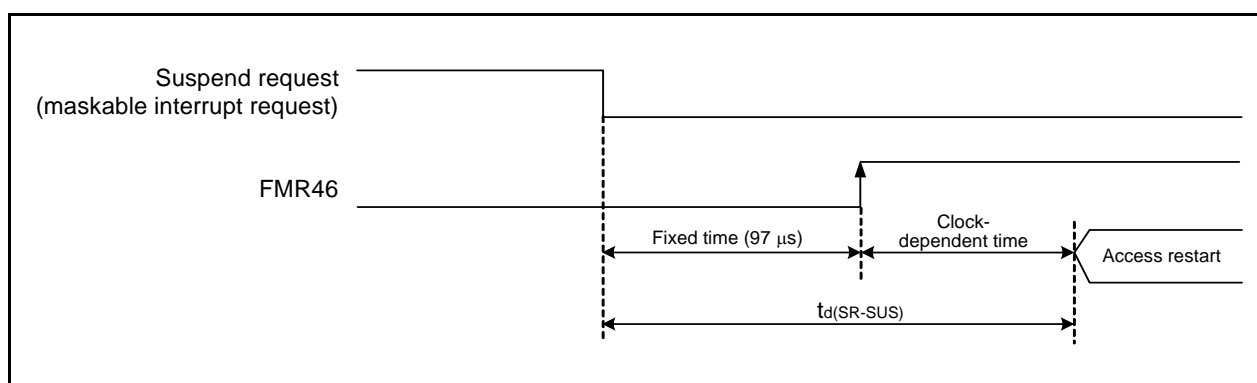 Suspend request
(maskable interrupt request)
FMR46
Fixed time (97 μs)
Clock-
dependent time
Access restart
td(SR-SUS)